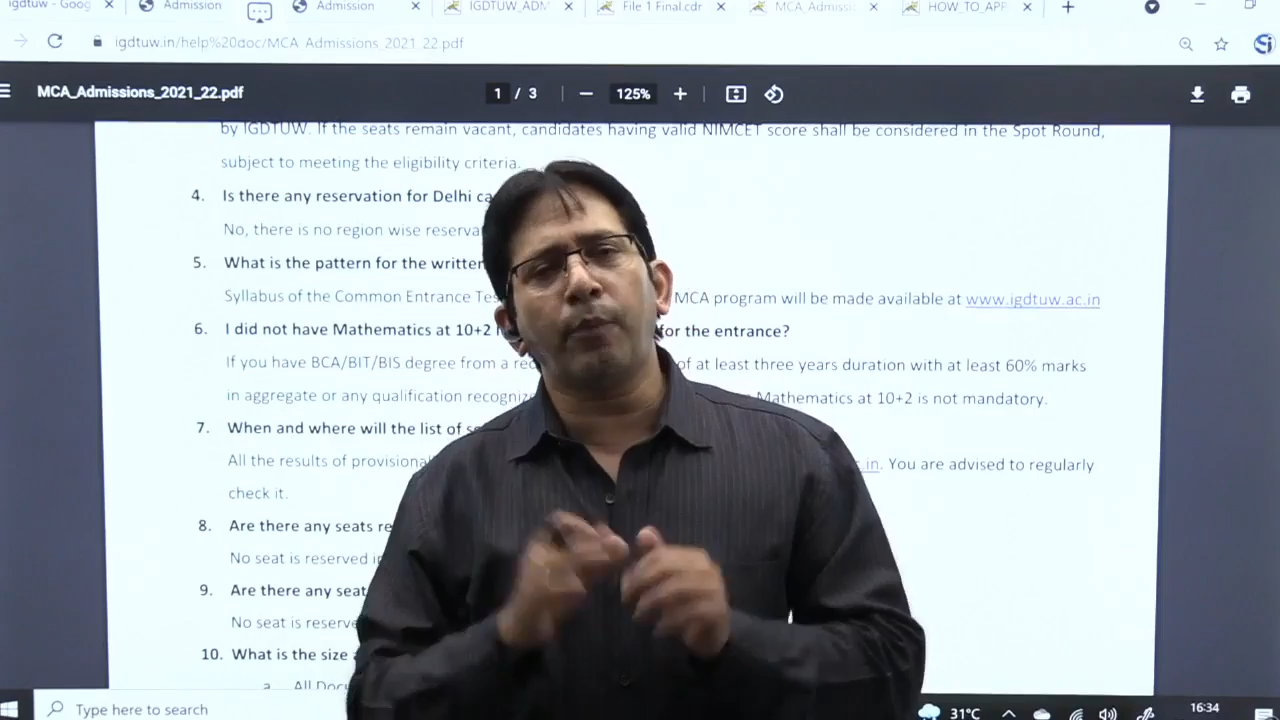 igdtuw - Goog
Admission
Admission
IGDTUW_ADM
File 1 Final.cdr
MCA_Admissi
HOW_TO_APP
igdtuw.in/help%20doc/MCA_Admissions_2021_22.pdf
MCA_Admissions_2021_22.pdf
1 / 3
125%
by IGDTUW. If the seats remain vacant, candidates having valid NIMCET score shall be considered in the Spot Round,
subject to meeting the eligibility criteria.
4. Is there any reservation for Delhi ca
No, there is no region wise reserva
5. What is the pattern for the written
Syllabus of the Common Entrance Tes MCA program will be made available at www.igdtuw.ac.in
6. I did not have Mathematics at 10+2 for the entrance?
If you have BCA/BIT/BIS degree from a rec of at least three years duration with at least 60% marks
in aggregate or any qualification recogniz Mathematics at 10+2 is not mandatory.
7. When and where will the list of se
All the results of provisional c.in. You are advised to regularly
check it.
8. Are there any seats re
No seat is reserved in
9. Are there any seat
No seat is reserve
10. What is the size
a. All Docu
Type here to search
31°C
16:34